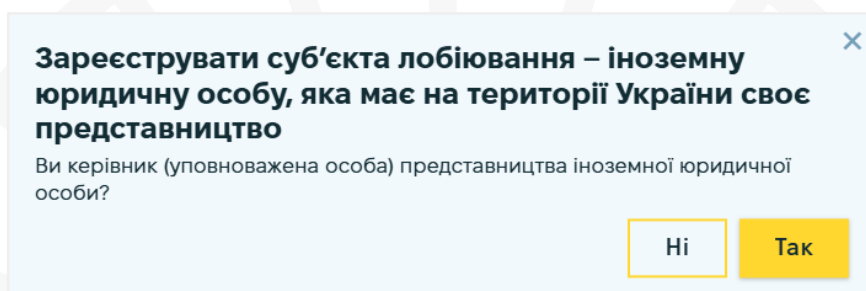 Зареєструвати суб’єкта лобіювання – іноземну
юридичну особу, яка має на території України своє
представництво
Ви керівник (уповноважена особа) представництва іноземної юридичної
особи?
Ні
Так